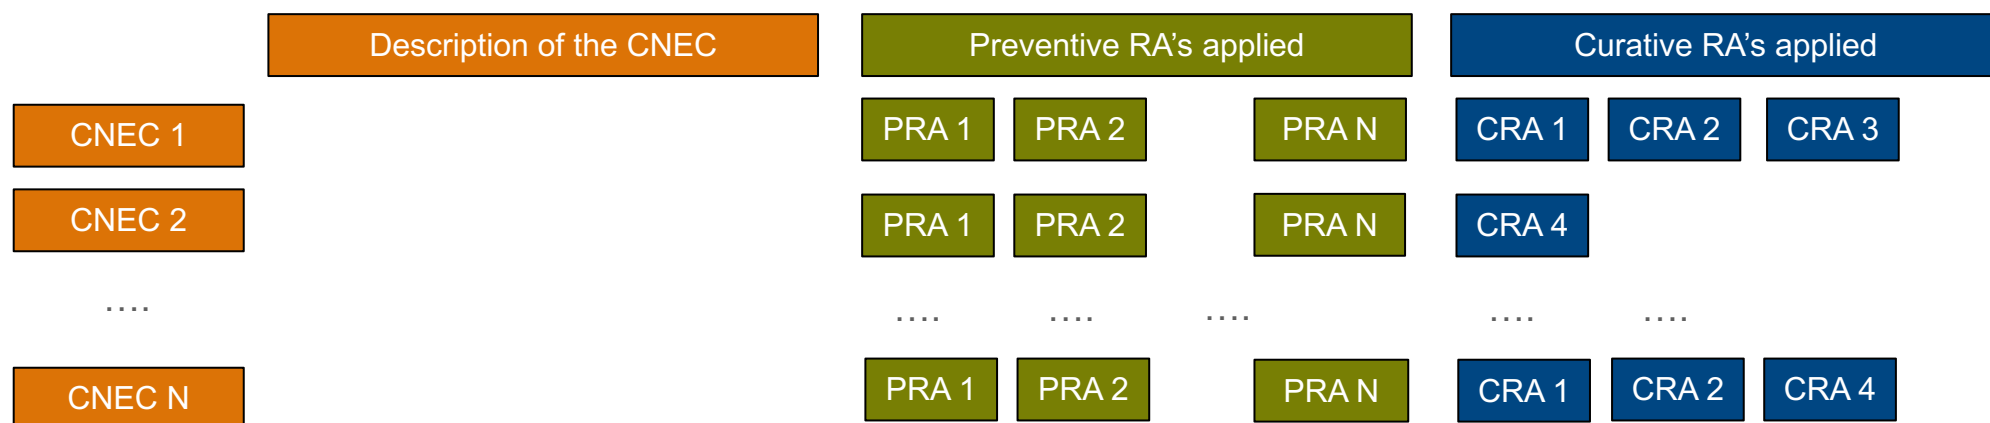 Description of the CNEC
Preventive RA's applied
Curative RA's applied
CNEC 1
PRA 1
PRA 2
PRA N
CRA 1
CRA 2
CRA 3
CNEC 2
PRA 1
PRA 2
PRA N
CRA 4
....
....
....
....
....
....
CNEC N
PRA 1
PRA 2
PRA N
CRA 1
CRA 2
CRA 4